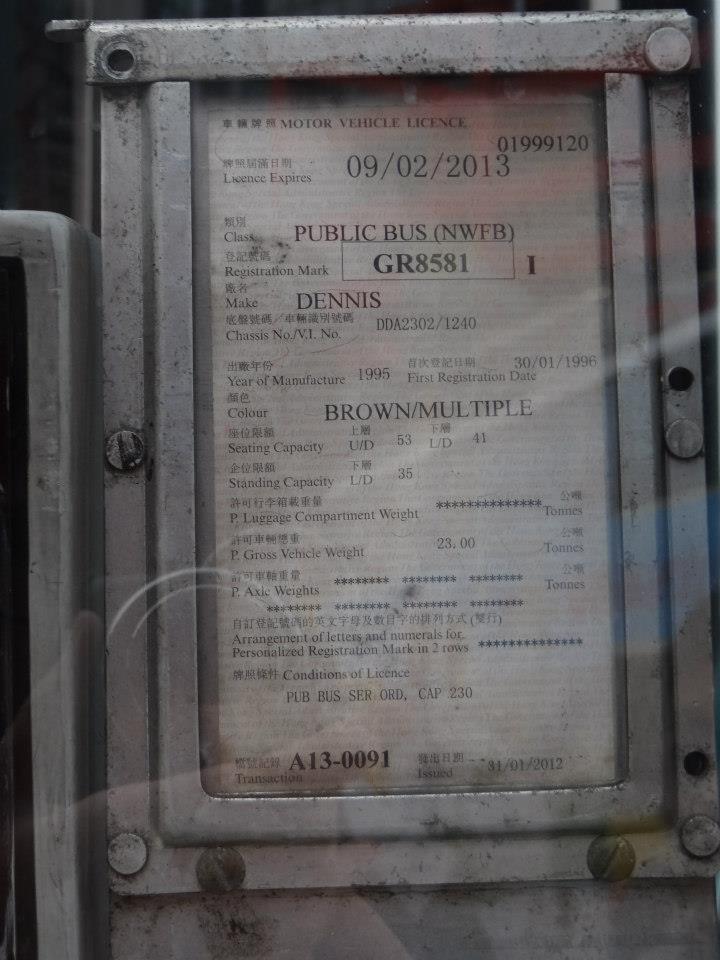 車輛牌照 MOTOR VEHICLE LICENCE
01999120
牌照屆滿日期
Licence Expires 09/02/2013
類別
Class PUBLIC BUS (NWFB)
登記號碼
Registration Mark GR8581 I
廠名
Make DENNIS
底盤號碼/車輛識別號碼
Chassis No./V.I. No. DDA2302/1240
出廠年份 首次登記日期
Year of Manufacture 1995 First Registration Date 30/01/1996
顏色
Colour BROWN/MULTIPLE
座位限額 上層 下層
Seating Capacity U/D 53 L/D 41
企位限額 下層
Standing Capacity L/D 35
許可行李箱載重量 公噸
P. Luggage Compartment Weight ************** Tonnes
許可車輛總重 公噸
P. Gross Vehicle Weight 23.00 Tonnes
許可車軸重量 公噸
P. Axle Weights ******** ******** ******** Tonnes
******** ******** ******** ********
自訂登記號碼的英文字母及數目字的排列方式 (雙行)
Arrangement of letters and numerals for
Personalized Registration Mark in 2 rows **************
牌照條件 Conditions of Licence
PUB BUS SER ORD, CAP 230
檔號記錄 發出日期
Transaction A13-0091 Issued 31/01/2012